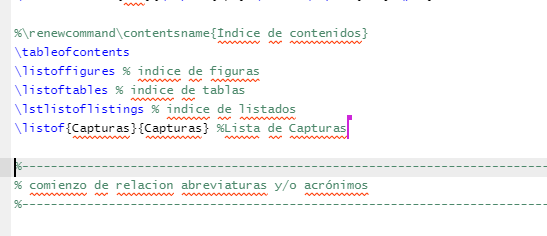 %\renewcommand\contentsname{Índice de contenidos}
\tableofcontents
\listoffigures % indice de figuras
\listoftables % indice de tablas
\lstlistoflistings % indice de listados
\listof{Capturas}{Capturas} %Lista de Capturas
%-----------------------------------------------------------------------
% comienzo de relacion abreviaturas y/o acrónimos
%-----------------------------------------------------------------------